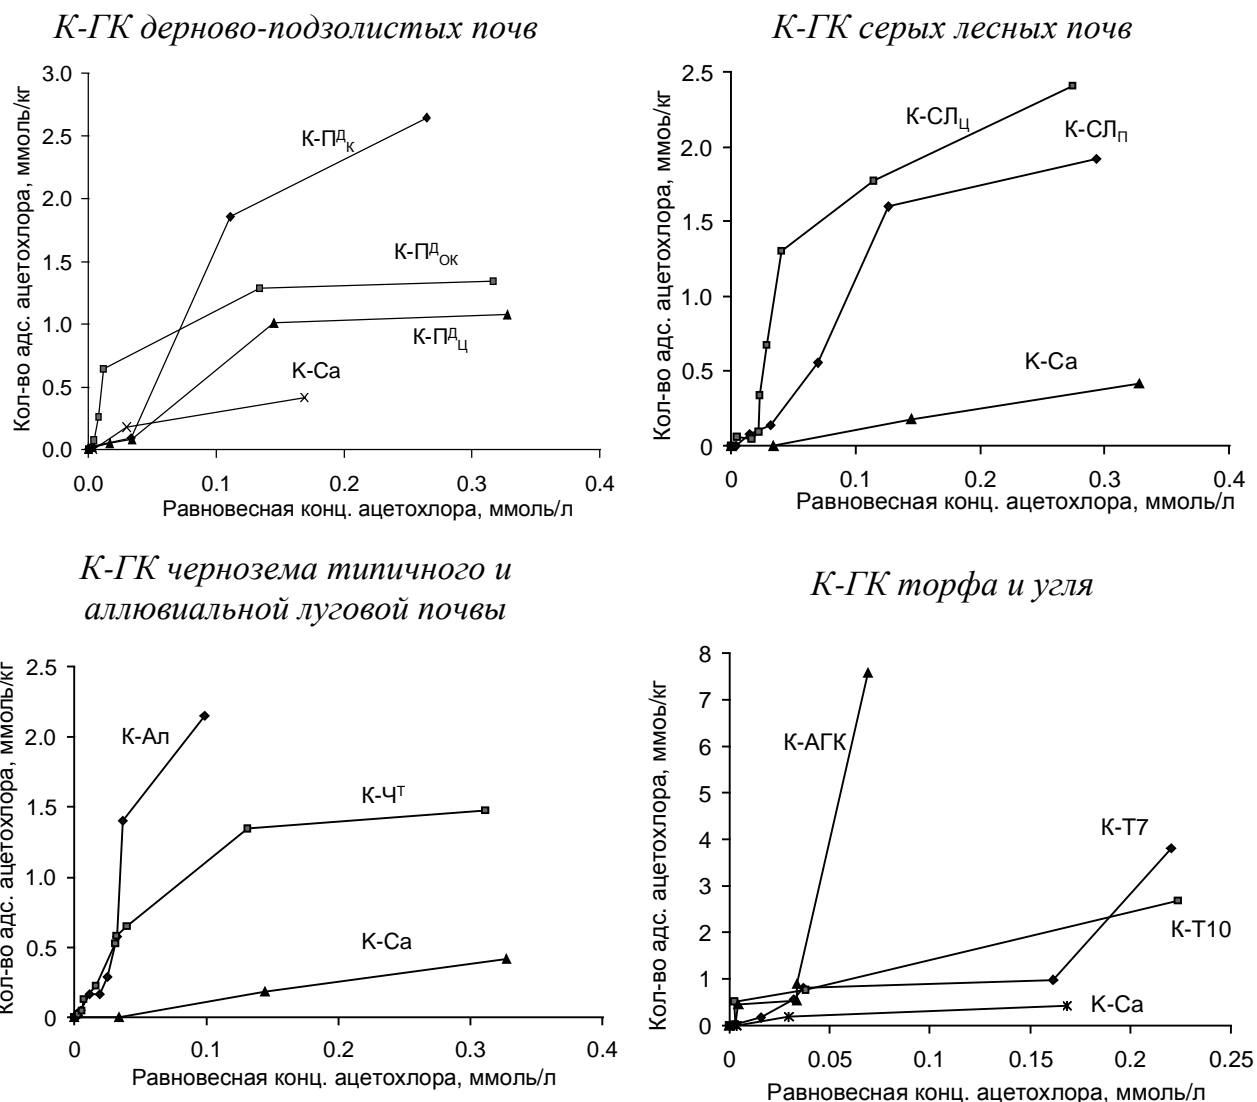 К-ГК дерново-подзолистых почв
Кол-во адс. ацетохлора, ммоль/кг
3.0
2.5
2.0
1.5
1.0
0.5
0.0
К-ПДК
К-ПДОК
К-ПДЦ
К-Са
0.0 0.1 0.2 0.3 0.4
Равновесная конц. ацетохлора, ммоль/л
К-ГК серых лесных почв
Кол-во адс. ацетохлора, ммоь/кг
2.5
2.0
1.5
1.0
0.5
0
К-СЛЦ
К-СЛП
К-Са
0 0.1 0.2 0.3 0.4
Равновесная конц. ацетохлора, ммоль/л
К-ГК чернозема типичного и
аллювиальной луговой почвы
Кол-во адс. ацетохлора, ммоль/кг
2.5
2.0
1.5
1.0
0.5
0
К-Ал
К-ЧТ
К-Са
0 0.1 0.2 0.3 0.4
Равновесная конц. ацетохлора, ммоль/л
К-ГК торфа и угля
Кол-во адс. ацетохлора, ммоь/кг
8
7
6
5
4
3
2
1
0
К-АГК
К-Т7
К-Т10
К-Са
0 0.05 0.1 0.15 0.2 0.25
Равновесная конц. ацетохлора, ммоль/л